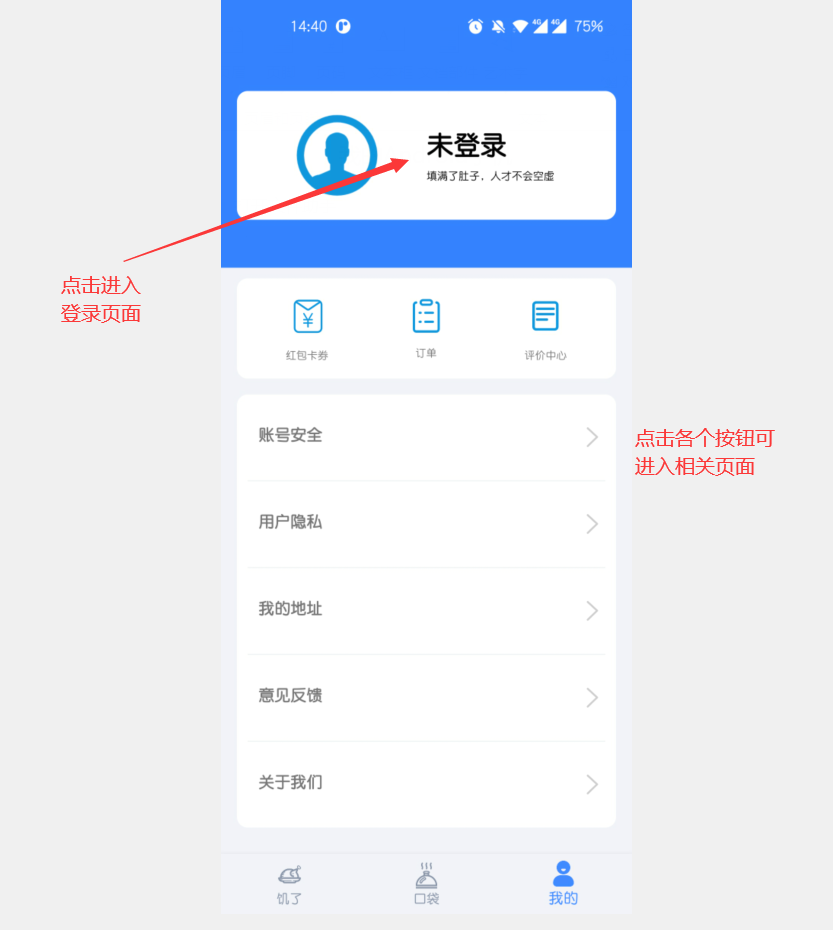 14:40
4G 4G 75%
未登录
填满了肚子，人才不会空虚
点击进入
登录页面
¥
红包卡券 订单 评价中心
账号安全
点击各个按钮可
进入相关页面
用户隐私
我的地址
意见反馈
关于我们
饥了 口袋 我的